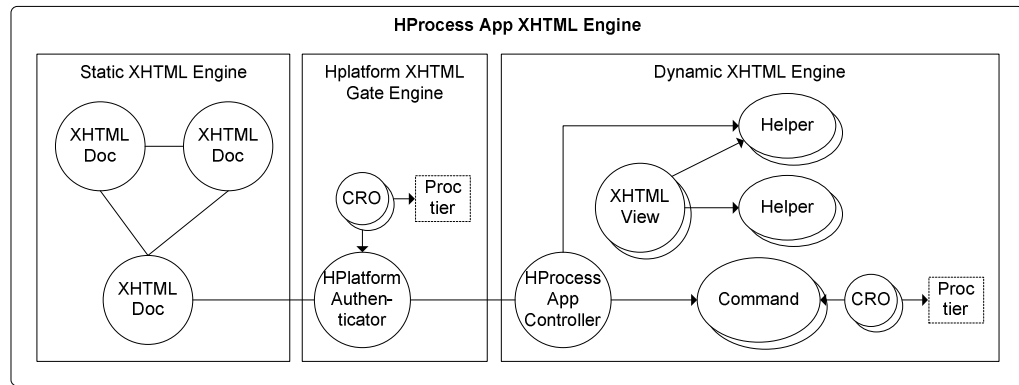 HProcess App XHTML Engine
Static XHTML Engine
Hplatform XHTML
Gate Engine
Dynamic XHTML Engine
XHTML
Doc
XHTML
Doc
XHTML
Doc
CRO
Proc
tier
HPlatform
Authen-
ticator
Helper
XHTML
View
Helper
HProcess
App
Controller
Command
CRO
Proc
tier